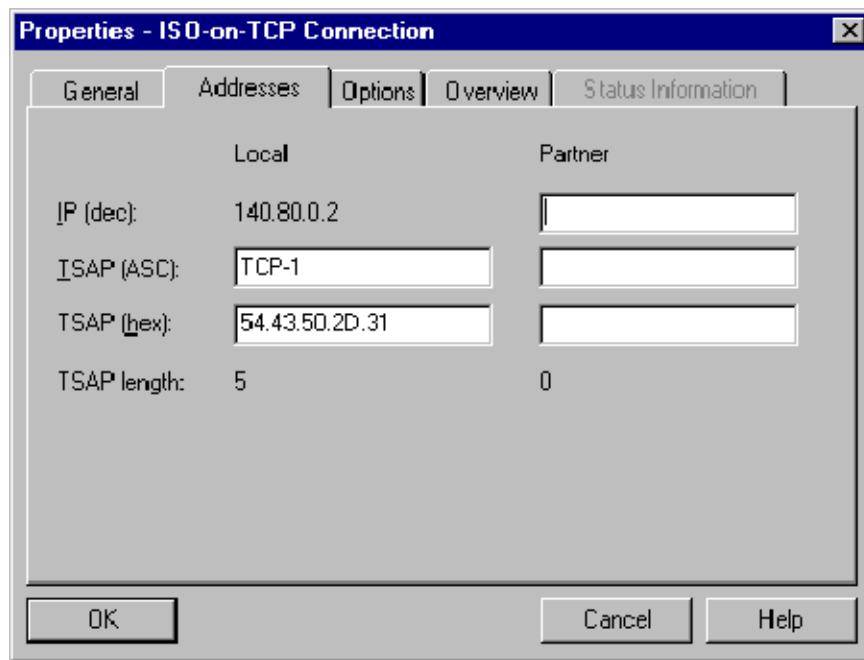 Properties - ISO-on-TCP Connection
General Addresses Options Overview Status Information
Local Partner
IP (dec): 140.80.0.2
TSAP (ASC): TCP-1
TSAP (hex): 54.43.50.2D.31
TSAP length: 5 0
OK Cancel Help